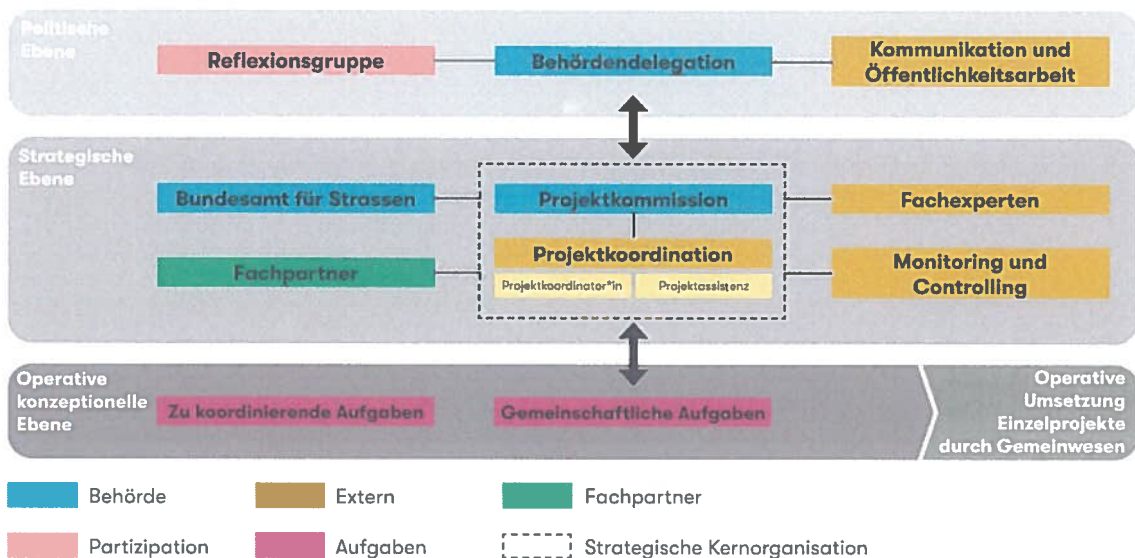 Politische
Ebene
Reflexionsgruppe
Behördendelegation
Kommunikation und
Öffentlichkeitsarbeit
Strategische
Ebene
Bundesamt für Strassen
Projektkommission
Fachexperten
Fachpartner
Projektkoordination
Projektkoordinator*in
Projektassistenz
Monitoring und
Controlling
Operative
konzeptionelle
Ebene
Zu koordinierende Aufgaben
Gemeinschaftliche Aufgaben
Operative
Umsetzung
Einzelprojekte
durch Gemeinwesen
Behörde
Extern
Fachpartner
Partizipation
Aufgaben
Strategische Kernorganisation